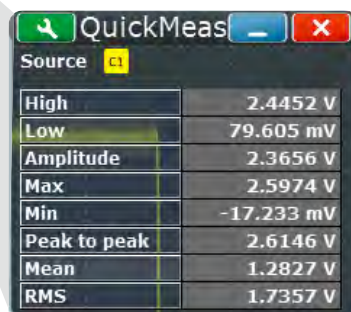 QuickMeas
Source C1
High 2.4452 V
Low 79.605 mV
Amplitude 2.3656 V
Max 2.5974 V
Min -17.233 mV
Peak to peak 2.6146 V
Mean 1.2827 V
RMS 1.7357 V